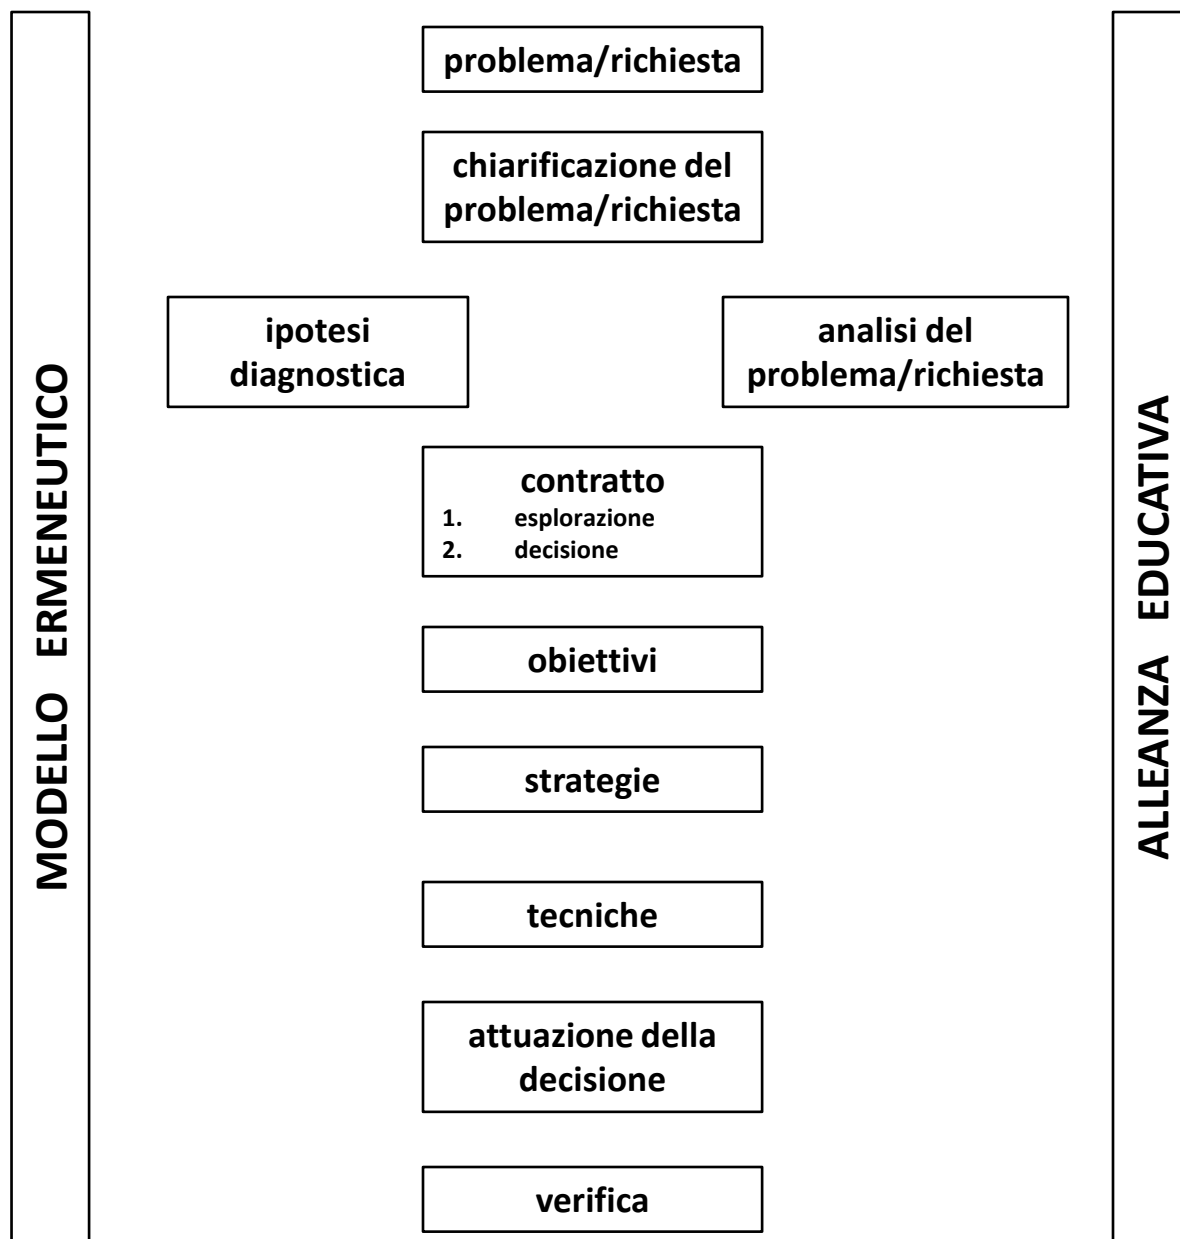 MODELLO ERMENEUTICO
problema/richiesta
chiarificazione del
problema/richiesta
ipotesi
diagnostica
analisi del
problema/richiesta
contratto
1. esplorazione
2. decisione
obiettivi
strategie
tecniche
attuazione della
decisione
verifica
ALLEANZA EDUCATIVA